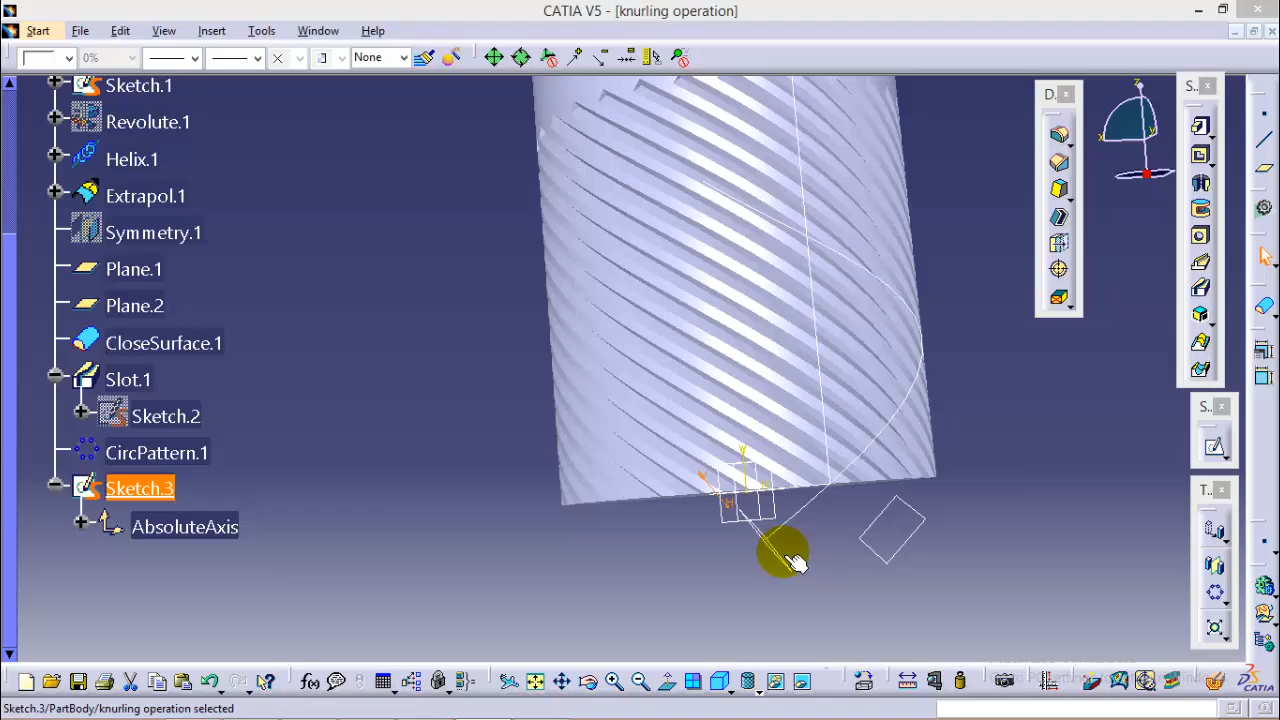 CATIA V5 - [knurling operation]
Start File Edit View Insert Tools Window Help
0% None
D.
S..
Sketch.1
Revolute.1
Helix.1
Extrapol.1
Symmetry.1
Plane.1
Plane.2
CloseSurface.1
Slot.1
Sketch.2
CircPattern.1
Sketch.3
AbsoluteAxis
z
x
y
S..
T..
V
H
f(x)
CATIA
Sketch.3/PartBody/knurling operation selected